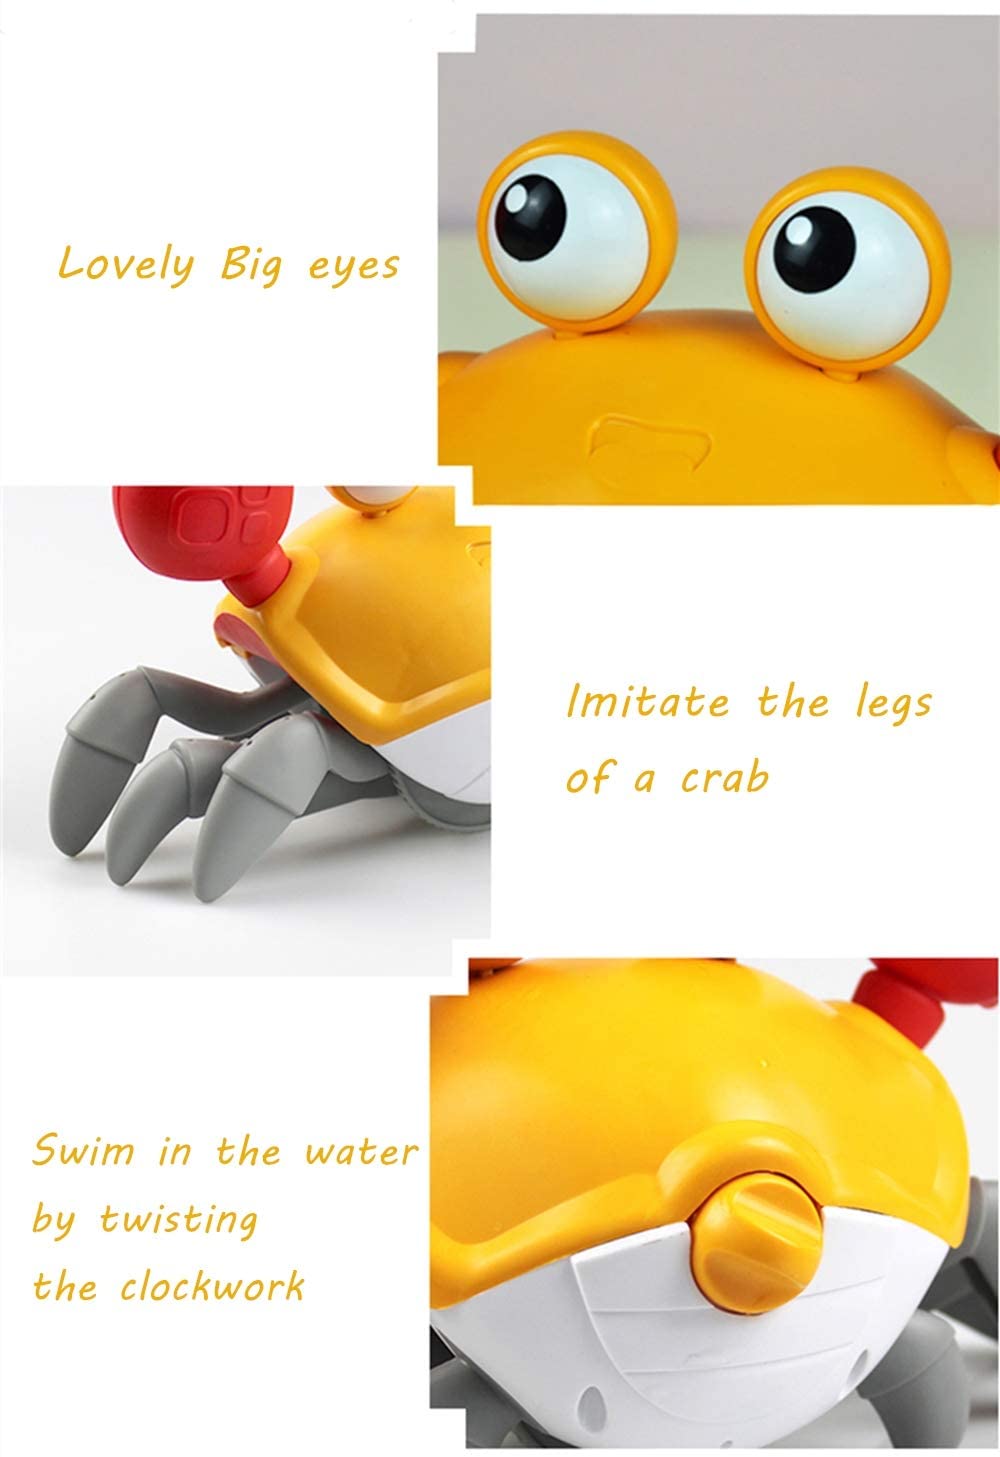 Lovely Big eyes
Imitate the legs
of a crab
Swim in the water
by twisting
the clockwork